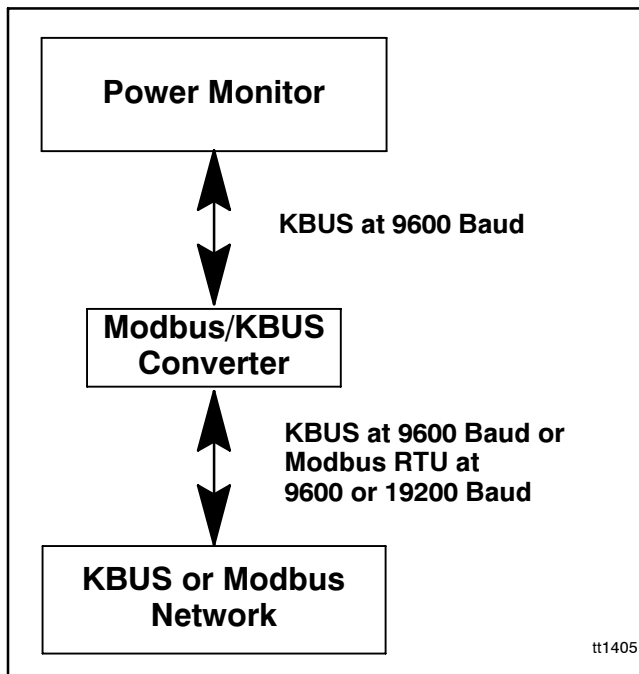 Power Monitor
KBUS at 9600 Baud
Modbus/KBUS
Converter
KBUS at 9600 Baud or
Modbus RTU at
9600 or 19200 Baud
KBUS or Modbus
Network
tt1405